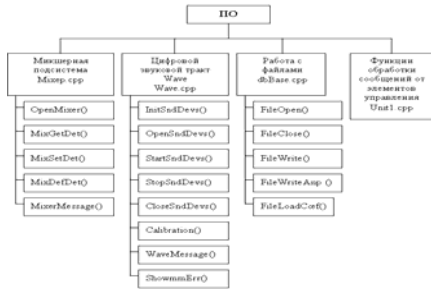 ПО
Микшерная
подсистема
Mixer.cpp
OpenMixer()
MixGetDet()
MixSetDet()
MixDefDet()
MixerMessage()
Цифровой
звуковой тракт
Wave
Wave.cpp
InstSndDevs()
OpenSndDevs()
StartSndDevs()
StopSndDevs()
CloseSndDevs()
Calibration()
WaveMessage()
ShowmmErr()
Работа с
файлами
dbBase.cpp
FileOpen()
FileClose()
FileWrite()
FileWriteAmp ()
FileLoadCoef()
Функции
обработки
сообщений от
элементов
управления
Unit1.cpp